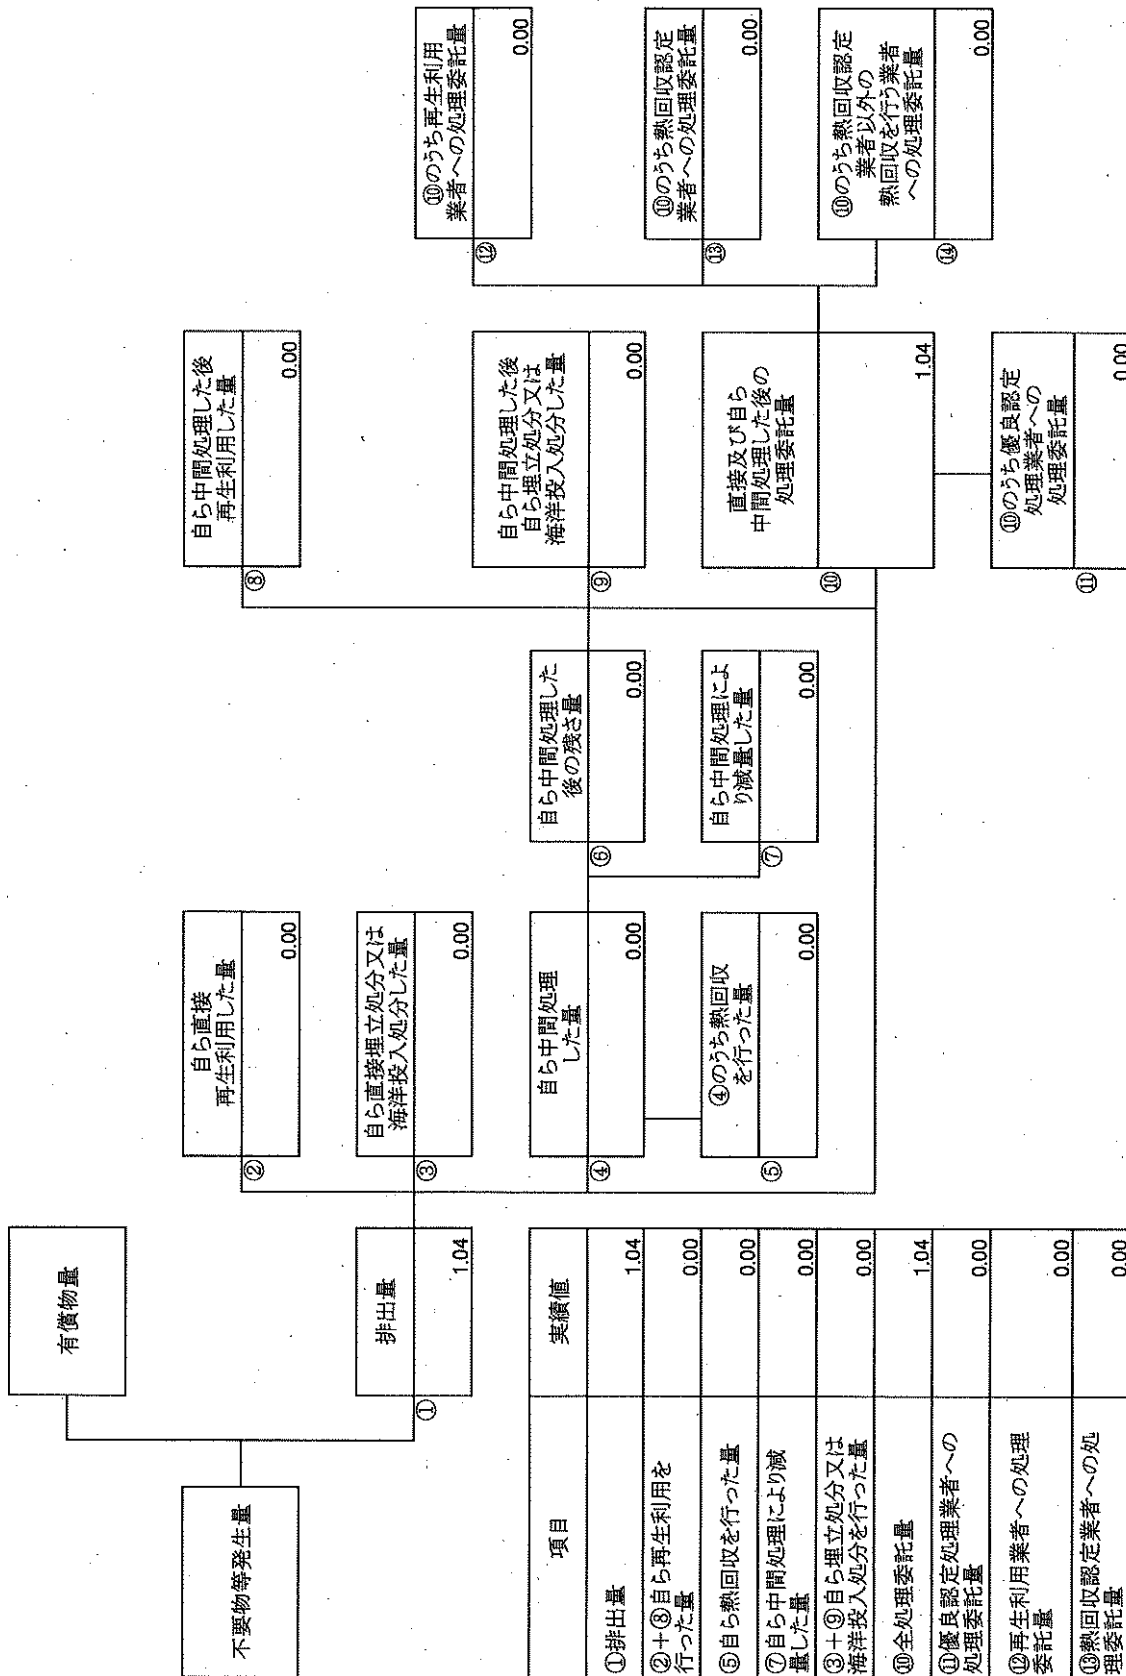 不要物等発生量
有償物量
排出量
①
1.04
自ら直接
再生利用した量
②
0.00
自ら直接埋立処分又は
海洋投入処分した量
③
0.00
自ら中間処理
した量
④
0.00
④のうち熱回収
を行った量
⑤
0.00
自ら中間処理した
後の残さ量
⑥
0.00
自ら中間処理によ
り減量した量
⑦
0.00
自ら中間処理した後
再生利用した量
⑧
0.00
自ら中間処理した後
自ら埋立処分又は
海洋投入処分した量
⑨
0.00
直接及び自ら
中間処理した後の
処理委託量
⑩
1.04
⑩のうち優良認定
処理業者への
処理委託量
⑪
0.00
⑩のうち再生利用
業者への処理委託量
⑫
0.00
⑩のうち熱回収認定
業者への処理委託量
⑬
0.00
⑩のうち熱回収認定
業者以外の
熱回収を行う業者
への処理委託量
⑭
0.00
項目 実績値
①排出量 1.04
②+⑧自ら再生利用を
行った量 0.00
⑤自ら熱回収を行った量 0.00
⑦自ら中間処理により減
量した量 0.00
③+⑨自ら埋立処分又は
海洋投入処分を行った量 0.00
⑩全処理委託量 1.04
⑪優良認定処理業者への
処理委託量 0.00
⑫再生利用業者への処理
委託量 0.00
⑬熱回収認定業者への処
理委託量 0.00